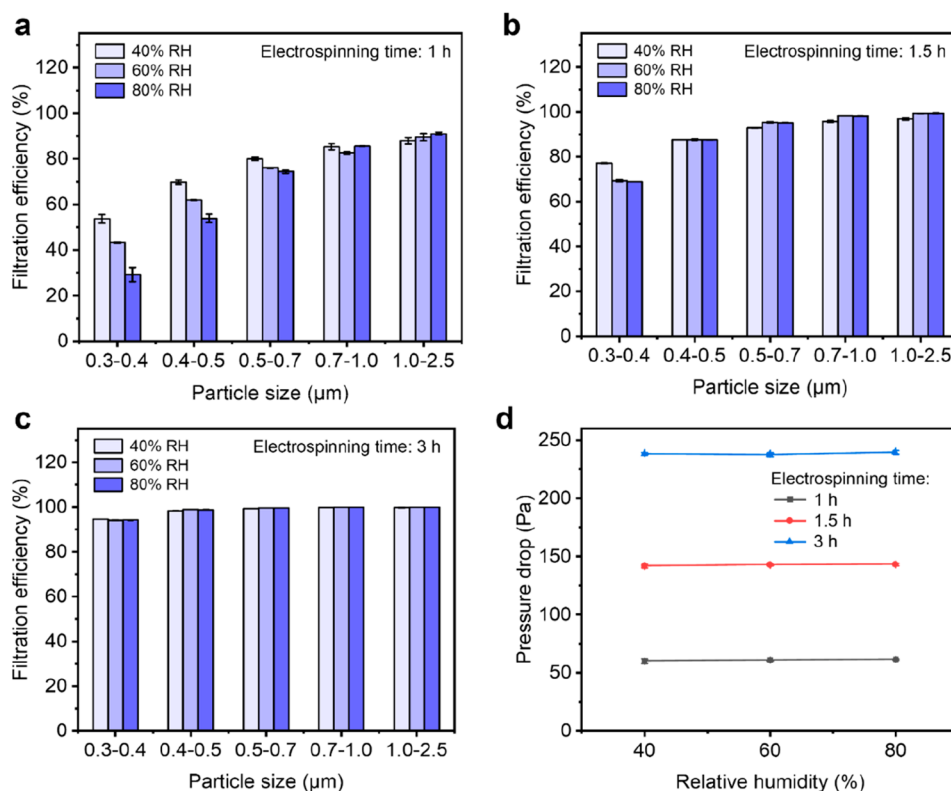 a
Electrospinning time: 1 h
40% RH
60% RH
80% RH
Filtration efficiency (%)
120
100
80
60
40
20
0
0.3-0.4 0.4-0.5 0.5-0.7 0.7-1.0 1.0-2.5
Particle size (µm)
b
Electrospinning time: 1.5 h
40% RH
60% RH
80% RH
Filtration efficiency (%)
120
100
80
60
40
20
0
0.3-0.4 0.4-0.5 0.5-0.7 0.7-1.0 1.0-2.5
Particle size (µm)
c
Electrospinning time: 3 h
40% RH
60% RH
80% RH
Filtration efficiency (%)
120
100
80
60
40
20
0
0.3-0.4 0.4-0.5 0.5-0.7 0.7-1.0 1.0-2.5
Particle size (µm)
d
Electrospinning time:
1 h
1.5 h
3 h
Pressure drop (Pa)
250
200
150
100
50
0
40 60 80
Relative humidity (%)